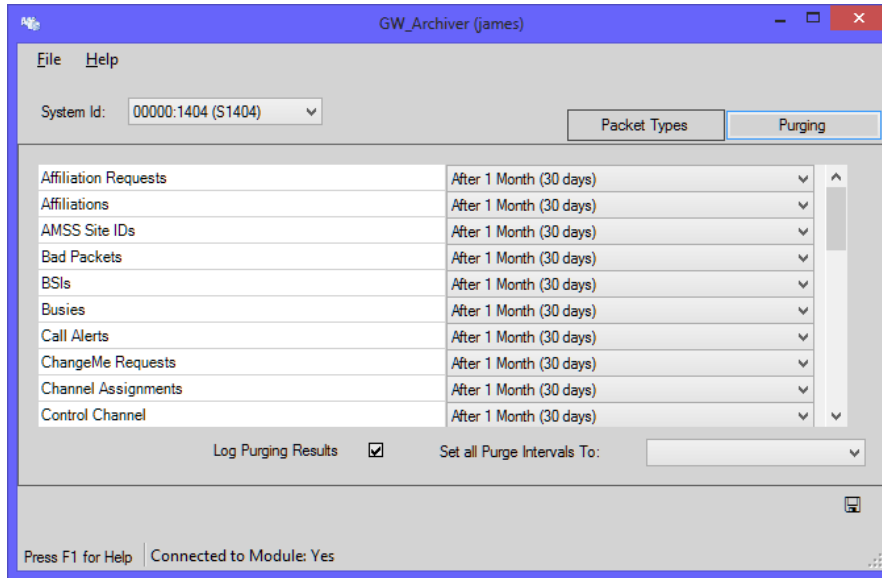 GW_Archiver (james)
File Help
System Id: 00000:1404 (S1404)
Packet Types Purging
Affiliation Requests After 1 Month (30 days)
Affiliations After 1 Month (30 days)
AMSS Site IDs After 1 Month (30 days)
Bad Packets After 1 Month (30 days)
BSIs After 1 Month (30 days)
Busies After 1 Month (30 days)
Call Alerts After 1 Month (30 days)
ChangeMe Requests After 1 Month (30 days)
Channel Assignments After 1 Month (30 days)
Control Channel After 1 Month (30 days)
Log Purging Results Set all Purge Intervals To:
Press F1 for Help Connected to Module: Yes